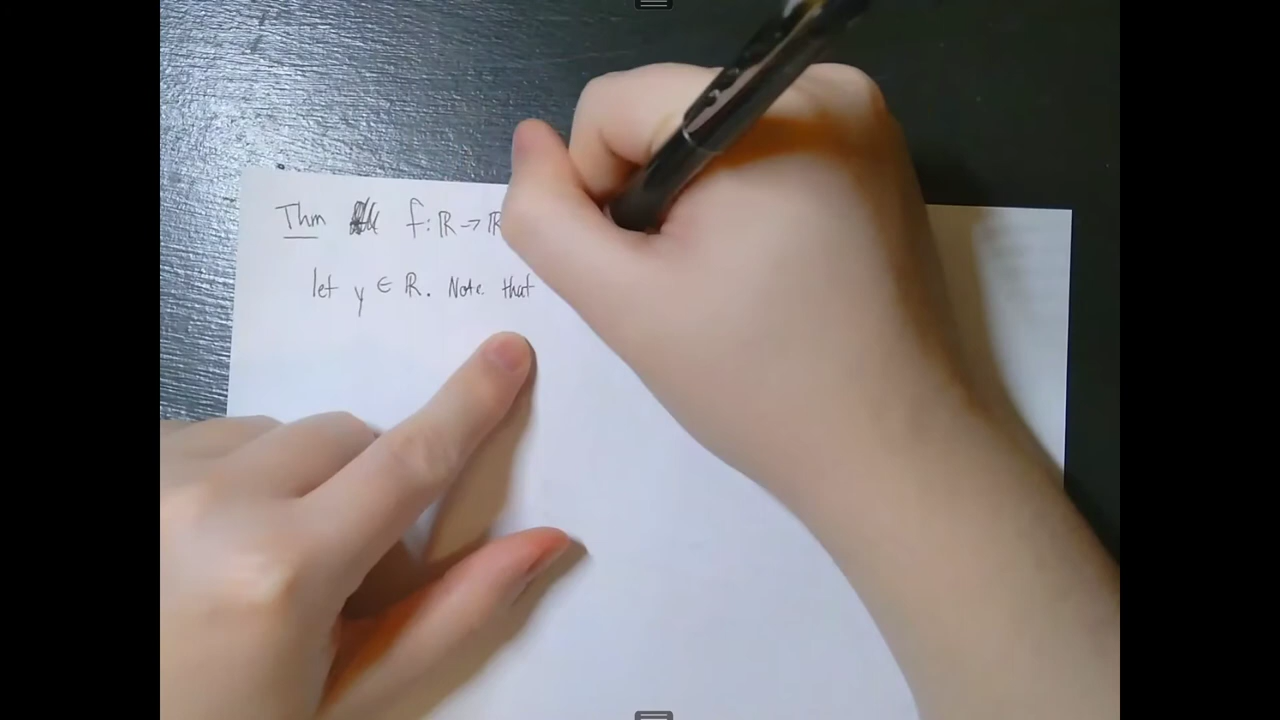 Thm f: ℝ → ℝ
let y ∈ ℝ. Note that